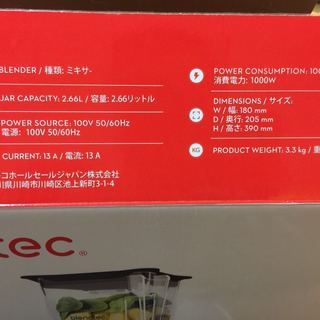 BLENDER / 種類: ミキサ-
JAR CAPACITY: 2.66L / 容量: 2.66リットル
POWER SOURCE: 100V 50/60Hz
電源: 100V 50/60Hz
CURRENT: 13 A / 電流: 13 A
コホールセールジャパン株式会社
川県川崎市川崎区池上新町3-1-4
POWER CONSUMPTION: 100
消費電力: 1000W
DIMENSIONS / サイズ:
W / 幅: 180 mm
D / 奥行: 205 mm
H / 高さ: 390 mm
KG
PRODUCT WEIGHT: 3.3 kg / 重
tec®